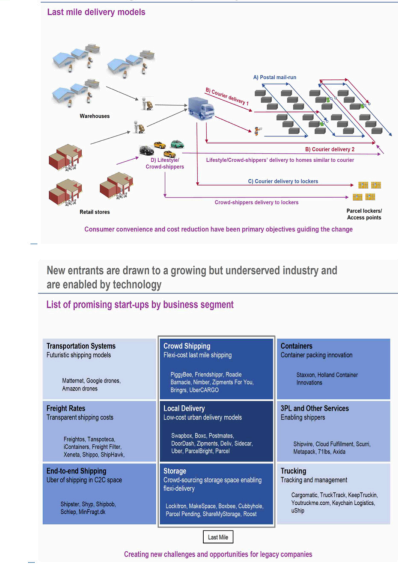 Last mile delivery models
A) Postal mail-run
B) Courier delivery 1
Warehouses
B) Courier delivery 2
D) Lifestyle/
Crowd-shippers
Lifestyle/Crowd-shippers' delivery to homes similar to courier
C) Courier delivery to lockers
Crowd-shippers delivery to lockers
Retail stores
Parcel lockers/
Access points
Consumer convenience and cost reduction have been primary objectives guiding the change
New entrants are drawn to a growing but underserved industry and
are enabled by technology
List of promising start-ups by business segment
Transportation Systems
Futuristic shipping models
Matternet, Google drones,
Amazon drones
Crowd Shipping
Flexi-cost last mile shipping
PiggyBee, Friendshippr, Roadie
Barnacle, Nimber, Zipments For You,
Bringrs, UberCARGO
Containers
Container packing innovation
Staxxon, Holland Container
Innovations
Freight Rates
Transparent shipping costs
Freightos, Transporteca,
iContainers, Freight Filter,
Xeneta, Shippo, ShipHawk,
Local Delivery
Low-cost urban delivery models
Swapbox, Boxc, Postmates,
DoorDash, Zipments, Deliv, Sidecar,
Uber, ParcelBright, Parcel
3PL and Other Services
Enabling shippers
Shipwire, Cloud Fulfillment, Scurri,
Metapack, 71lbs, Axida
End-to-end Shipping
Uber of shipping in C2C space
Shipster, Shyp, Shipbob,
Schlep, MinFragt.dk
Storage
Crowd-sourcing storage space enabling
flexi-delivery
Lockitron, MakeSpace, Boxbee, Cubbyhole,
Parcel Pending, ShareMyStorage, Roost
Trucking
Tracking and management
Cargomatic, TruckTrack, KeepTruckin,
Youtruckme.com, Keychain Logistics,
uShip
Last Mile
Creating new challenges and opportunities for legacy companies